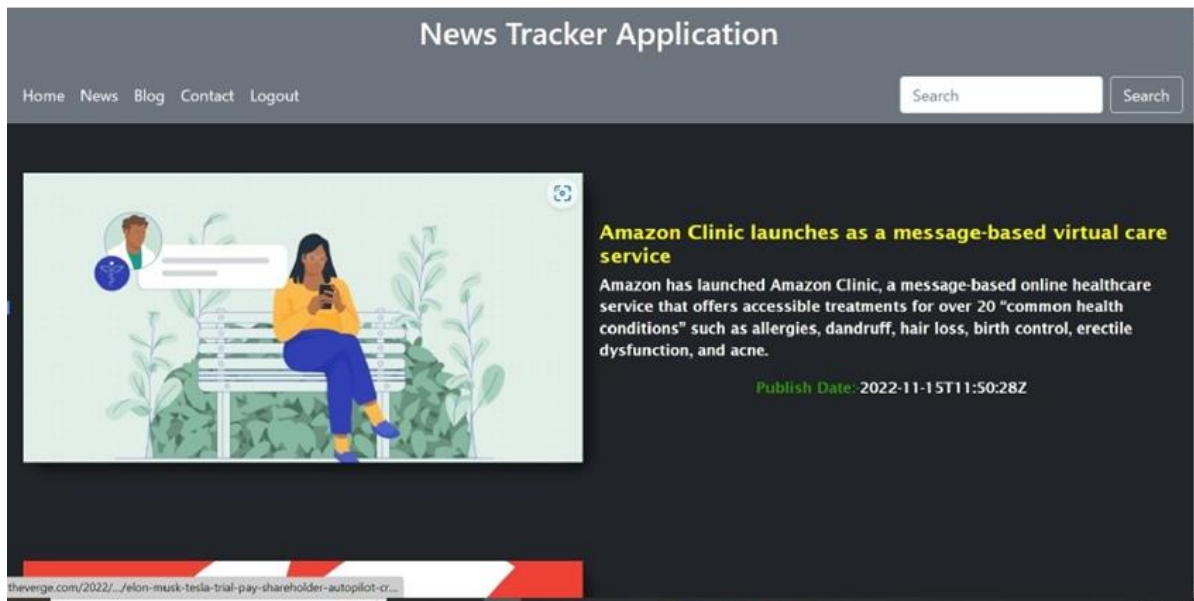 News Tracker Application
Home News Blog Contact Logout
Search Search
Amazon Clinic launches as a message-based virtual care
service
Amazon has launched Amazon Clinic, a message-based online healthcare
service that offers accessible treatments for over 20 “common health
conditions” such as allergies, dandruff, hair loss, birth control, erectile
dysfunction, and acne.
Publish Date:-2022-11-15T11:50:28Z
theverge.com/2022/.../elon-musk-tesla-trial-pay-shareholder-autopilot-cr...